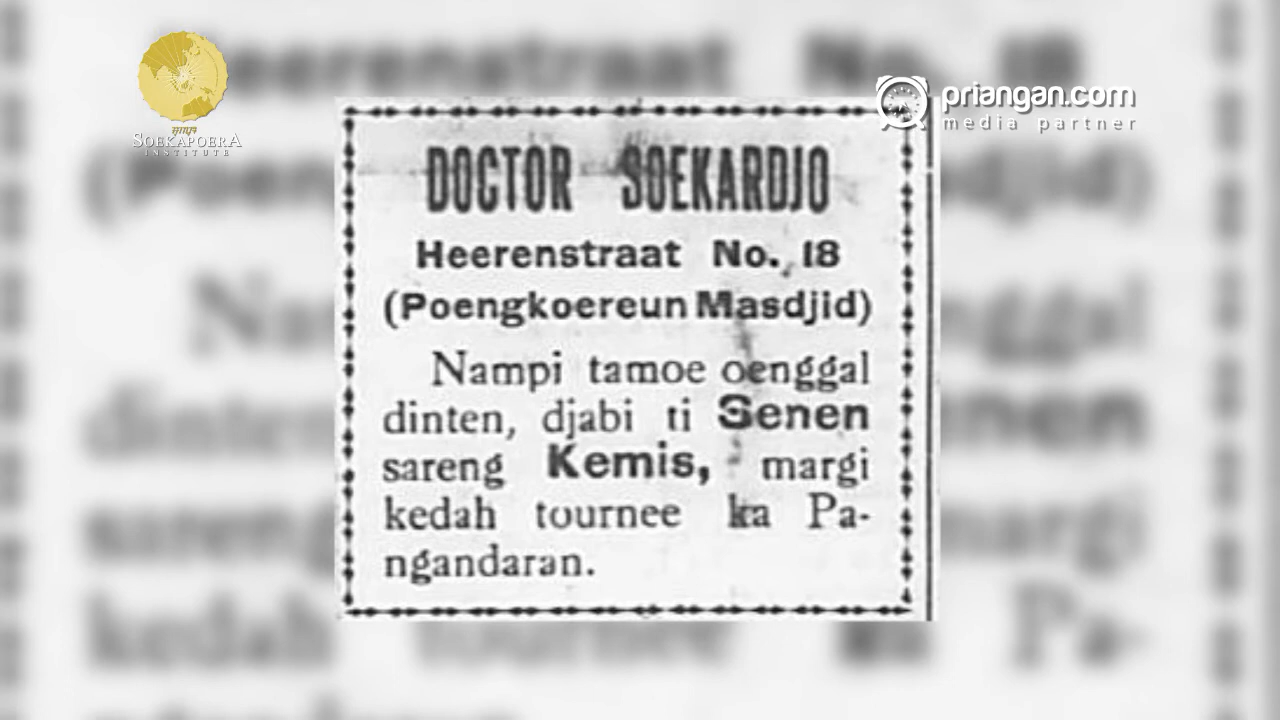 SOEKAPOERA
INSTITUTE
priangan.com
media partner
DOCTOR SOEKARDJO
Heerenstraat No. 18
(Poengkoereun Masdjid)
Nampi tamoe oenggal
dinten, djabi ti Senen
sareng Kemis, margi
kedah tournee ka Pa-
ngandaran.